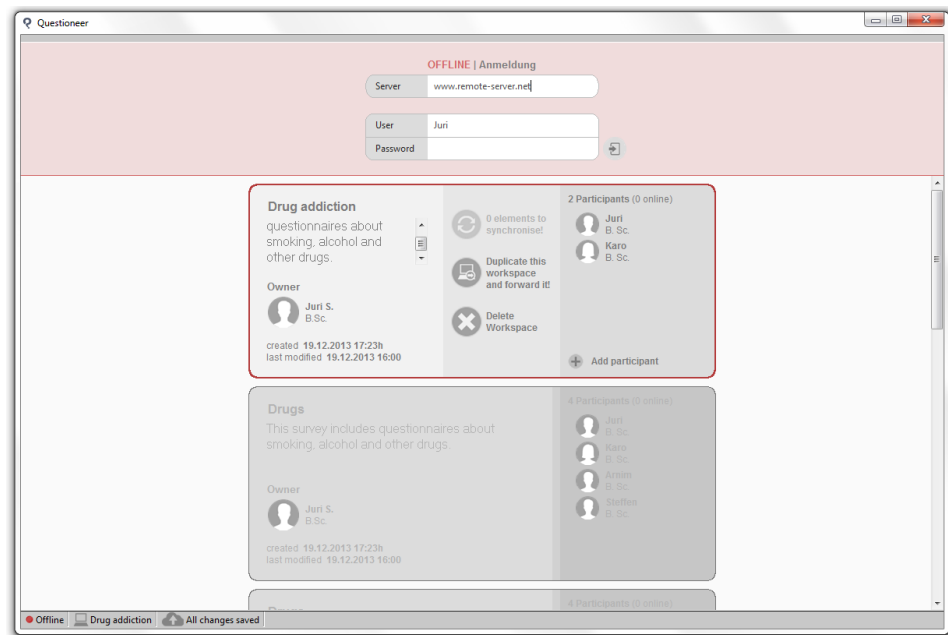 Questioneer
OFFLINE | Anmeldung
Server www.remote-server.net
User Juri
Password
Drug addiction
questionnaires about
smoking, alcohol and
other drugs.
Owner
Juri S.
B.Sc.
created 19.12.2013 17:23h
last modified 19.12.2013 16:00
0 elements to
synchronise!
Duplicate this
workspace
and forward it!
Delete
Workspace
2 Participants (0 online)
Juri
B. Sc.
Karo
B. Sc.
Add participant
Drugs
This survey includes questionnaires about
smoking, alcohol and other drugs.
Owner
Juri S.
B.Sc.
created 19.12.2013 17:23h
last modified 19.12.2013 16:00
4 Participants (0 online)
Juri
B. Sc.
Karo
B. Sc.
Armin
B. Sc.
Steffen
B. Sc.
Drugs
4 Participants (0 online)
Offline Drug addiction All changes saved